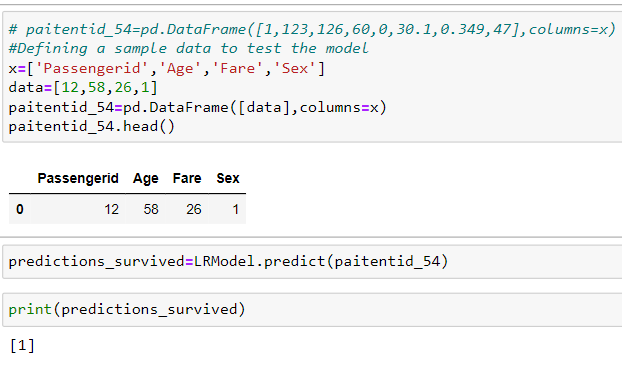 # paitentid_54=pd.DataFrame([1,123,126,60,0,30.1,0.349,47],columns=x)
#Defining a sample data to test the model
x=['Passengerid','Age','Fare','Sex']
data=[12,58,26,1]
paitentid_54=pd.DataFrame([data],columns=x)
paitentid_54.head()
Passengerid Age Fare Sex
0 12 58 26 1
predictions_survived=LRModel.predict(paitentid_54)
print(predictions_survived)
[1]